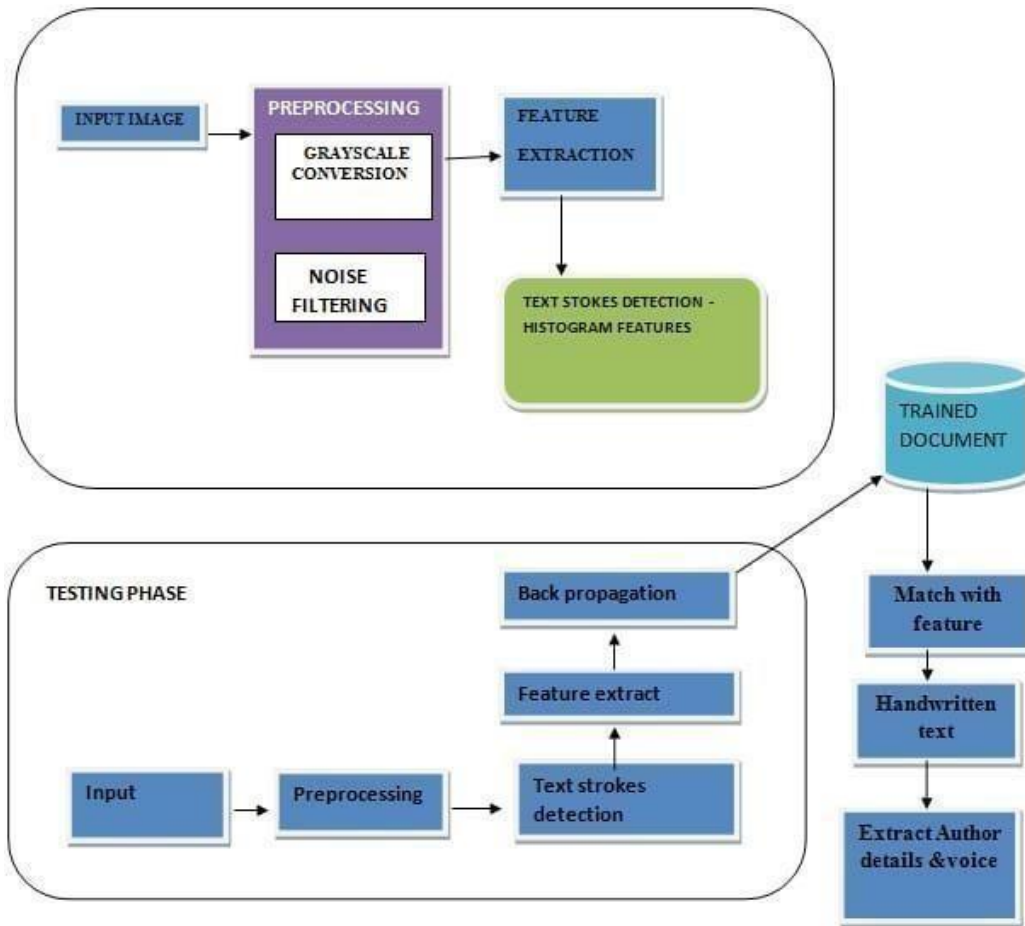 INPUT IMAGE
PREPROCESSING
GRAYSCALE
CONVERSION
NOISE
FILTERING
FEATURE
EXTRACTION
TEXT STOKES DETECTION -
HISTOGRAM FEATURES
TRAINED
DOCUMENT
TESTING PHASE
Back propagation
Feature extract
Input
Preprocessing
Text strokes
detection
Match with
feature
Handwritten
text
Extract Author
details &voice